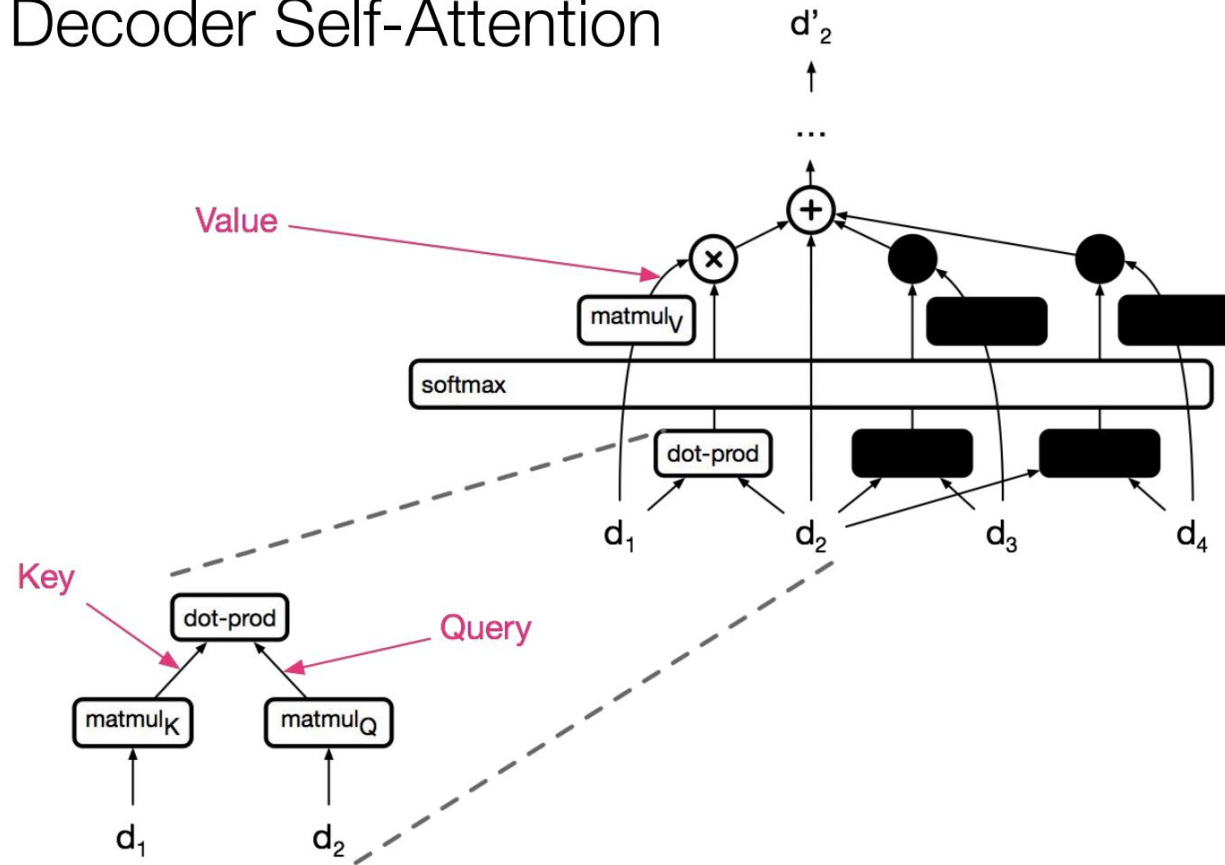 Decoder Self-Attention
d'₂
...
+
Value
×
matmulV
softmax
dot-prod
d₁
d₂
d₃
d₄
Key
dot-prod
Query
matmulK
matmulQ
d₁
d₂